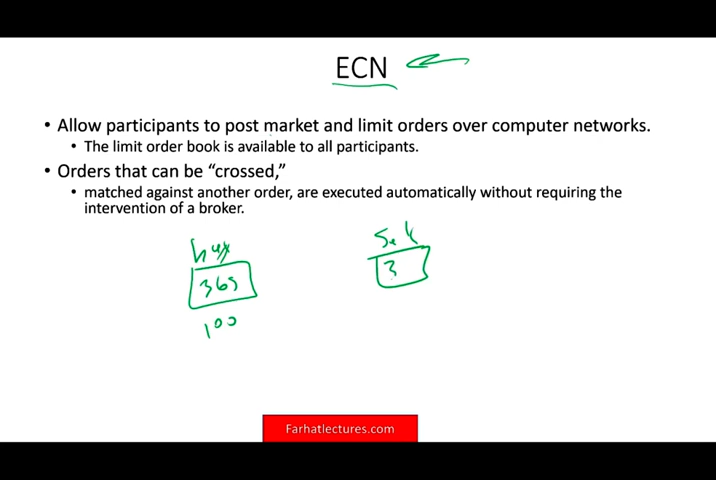 ECN
• Allow participants to post market and limit orders over computer networks.
• The limit order book is available to all participants.
• Orders that can be “crossed,”
• matched against another order, are executed automatically without requiring the
intervention of a broker.
buy
Sell
365
3
100
Farhatlectures.com